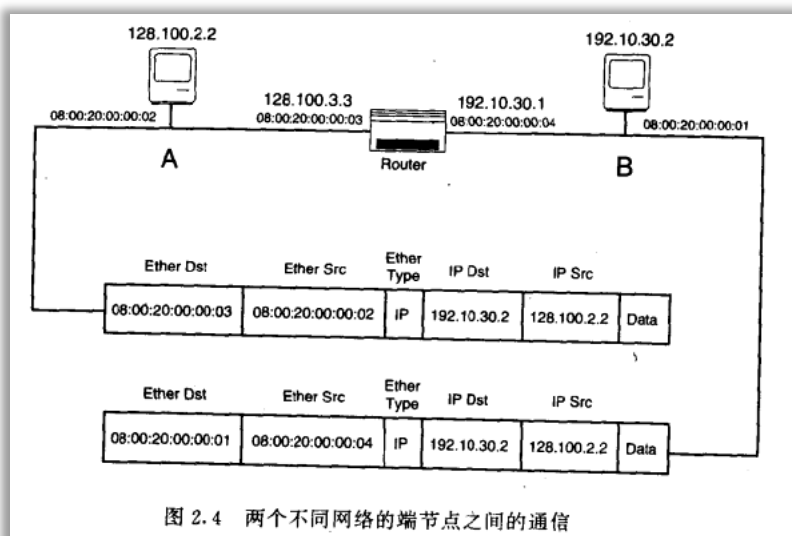 128.100.2.2
192.10.30.2
128.100.3.3
192.10.30.1
08:00:20:00:00:02
08:00:20:00:00:03
08:00:20:00:00:04
08:00:20:00:00:01
A
Router
B
Ether Dst Ether Src Ether Type IP Dst IP Src
08:00:20:00:00:03 08:00:20:00:00:02 IP 192.10.30.2 128.100.2.2 Data
Ether Dst Ether Src Ether Type IP Dst IP Src
08:00:20:00:00:01 08:00:20:00:00:04 IP 192.10.30.2 128.100.2.2 Data
图 2.4 两个不同网络的端节点之间的通信